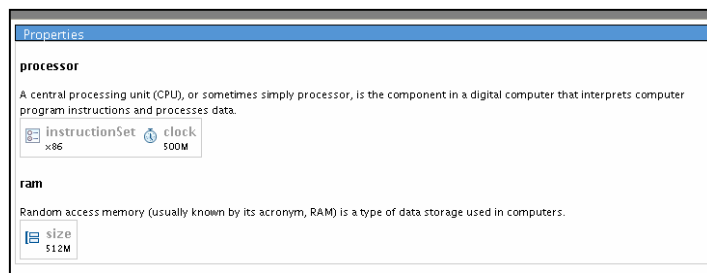 Properties
processor
A central processing unit (CPU), or sometimes simply processor, is the component in a digital computer that interprets computer
program instructions and processes data.
instructionSet clock
x86 500M
ram
Random access memory (usually known by its acronym, RAM) is a type of data storage used in computers.
size
512M